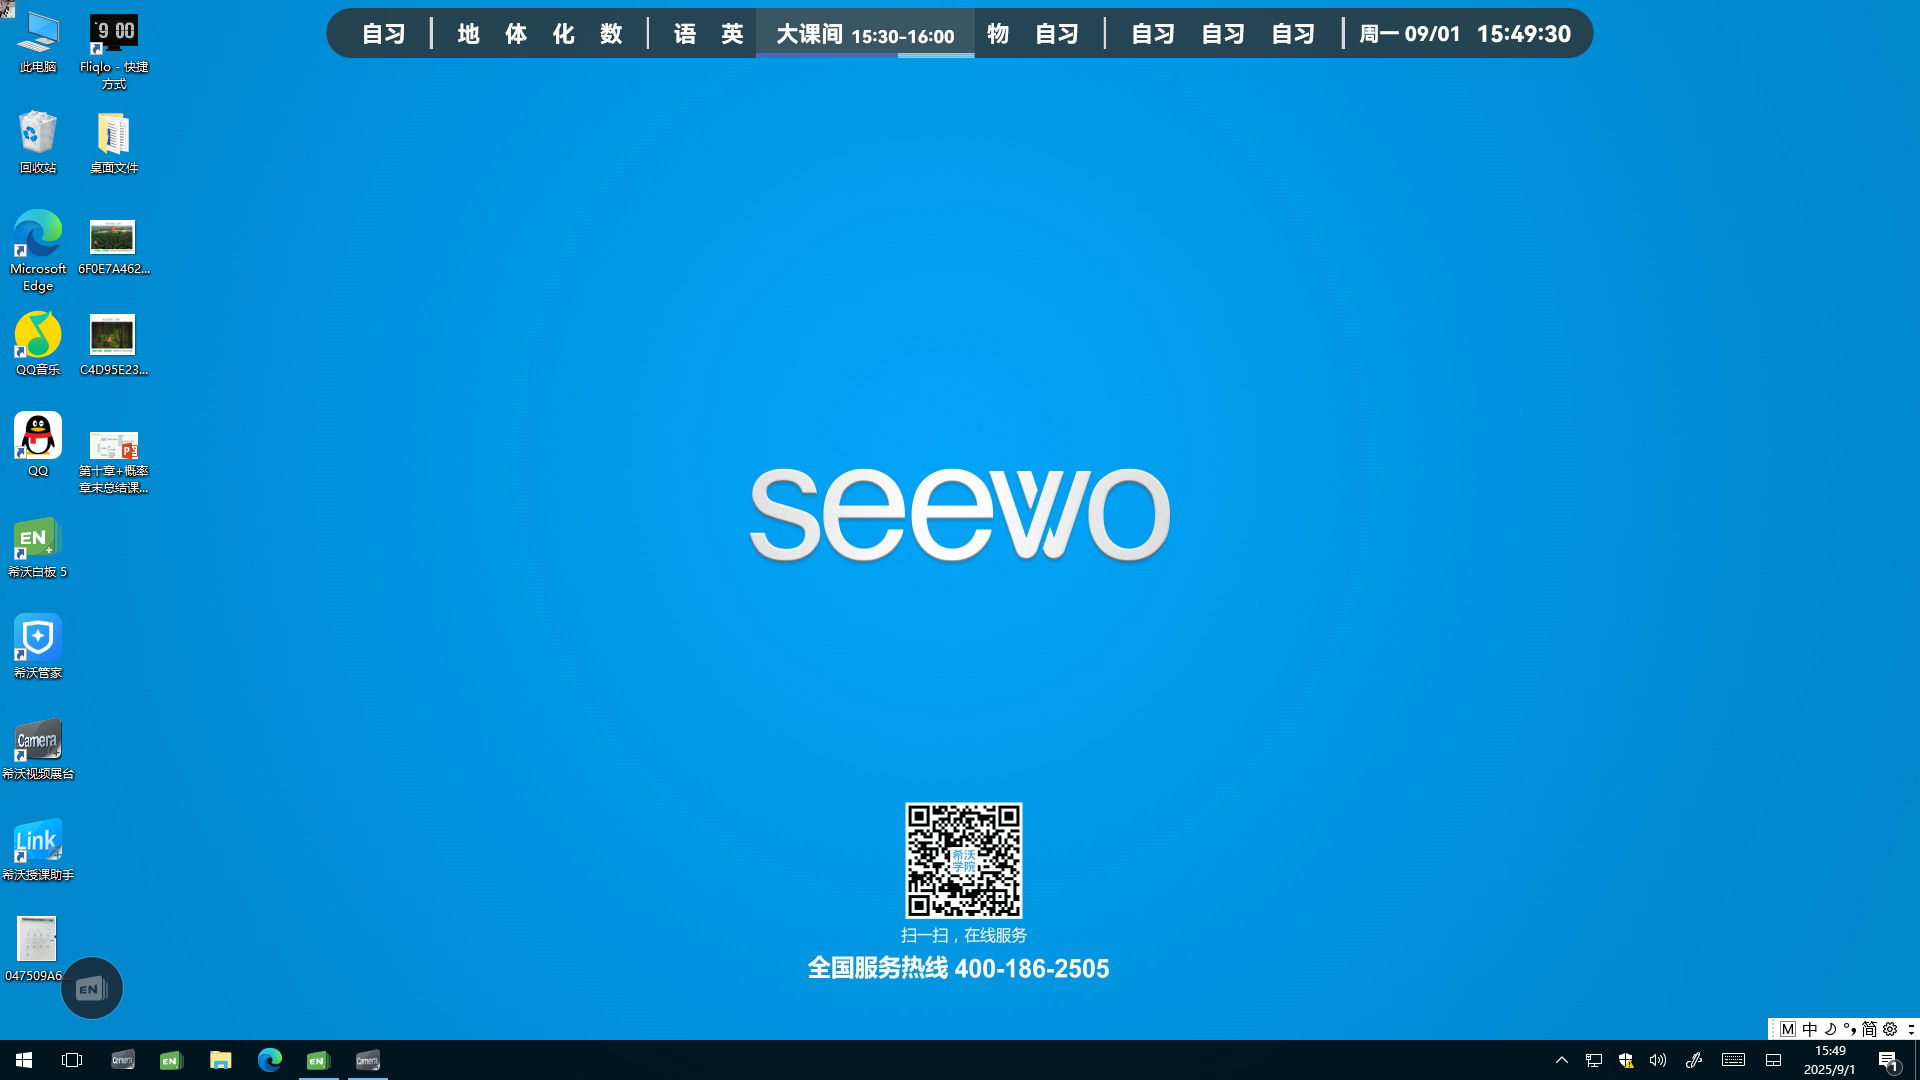 自习 | 地 体 化 数 | 语 英 大课间 15:30-16:00 物 自习 | 自习 自习 自习 | 周一 09/01 15:49:30
此电脑
9 00
Fliqlo - 快捷
方式
回收站
桌面文件
Microsoft
Edge
6F0E7A462...
QQ音乐
C4D95E23...
QQ
第十章+概率
章末总结课...
EN
希沃白板 5
希沃管家
Camera
希沃视频展台
Link
希沃授课助手
047509A6...
EN
seewo
希沃
学院
扫一扫，在线服务
全国服务热线 400-186-2505
M 中 简
Camera EN EN Camera
15:49
2025/9/1
1